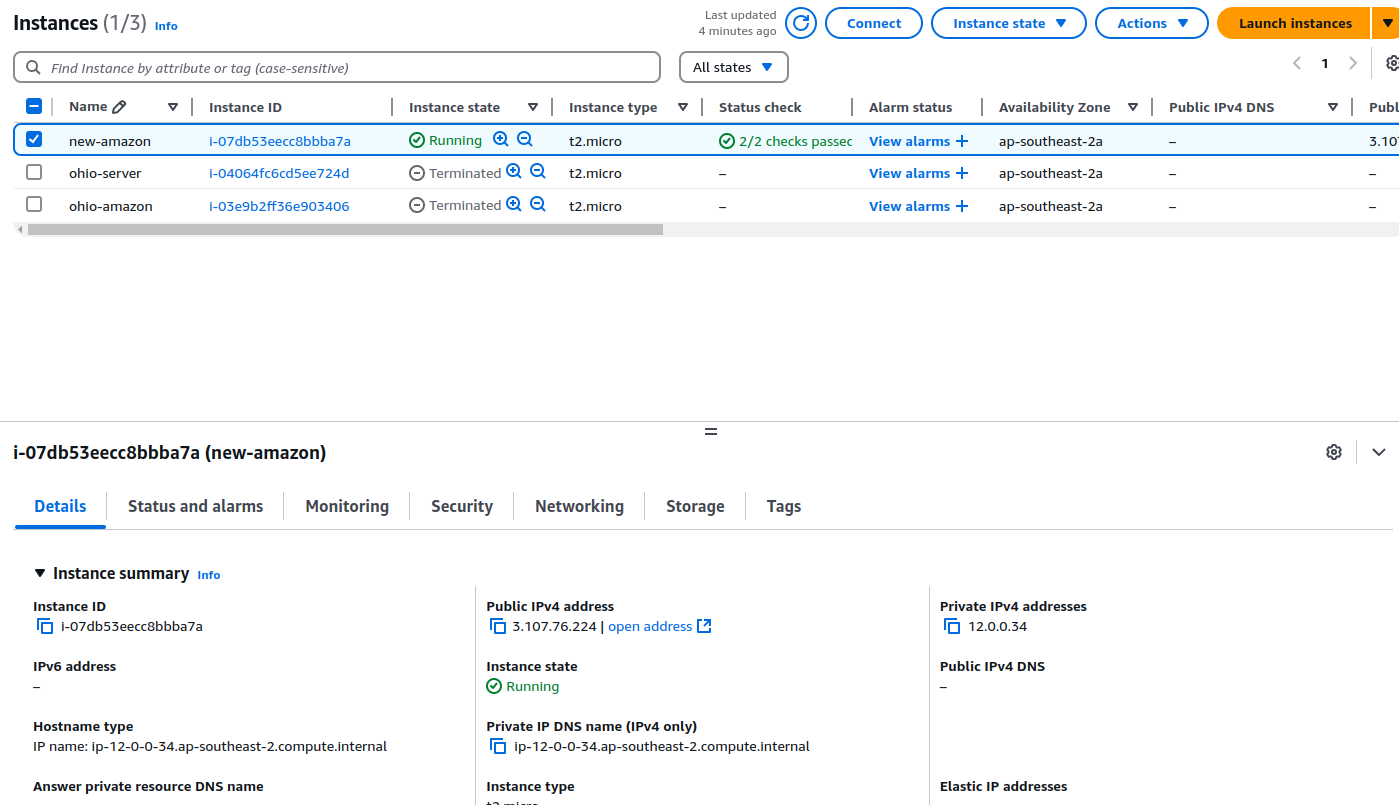 Instances (1/3) Info
Last updated
4 minutes ago
Connect
Instance state
Actions
Launch instances
Find Instance by attribute or tag (case-sensitive)
All states
1
Name Instance ID Instance state Instance type Status check Alarm status Availability Zone Public IPv4 DNS Publ
new-amazon i-07db53eecc8bbba7a Running t2.micro 2/2 checks passec View alarms + ap-southeast-2a – 3.107
ohio-server i-04064fc6cd5ee724d Terminated t2.micro – View alarms + ap-southeast-2a – –
ohio-amazon i-03e9b2ff36e903406 Terminated t2.micro – View alarms + ap-southeast-2a – –
i-07db53eecc8bbba7a (new-amazon)
Details Status and alarms Monitoring Security Networking Storage Tags
Instance summary Info
Instance ID
i-07db53eecc8bbba7a
Public IPv4 address
3.107.76.224 | open address
Private IPv4 addresses
12.0.0.34
IPv6 address
–
Instance state
Running
Public IPv4 DNS
–
Hostname type
IP name: ip-12-0-0-34.ap-southeast-2.compute.internal
Private IP DNS name (IPv4 only)
ip-12-0-0-34.ap-southeast-2.compute.internal
Answer private resource DNS name
Instance type
t2.micro
Elastic IP addresses